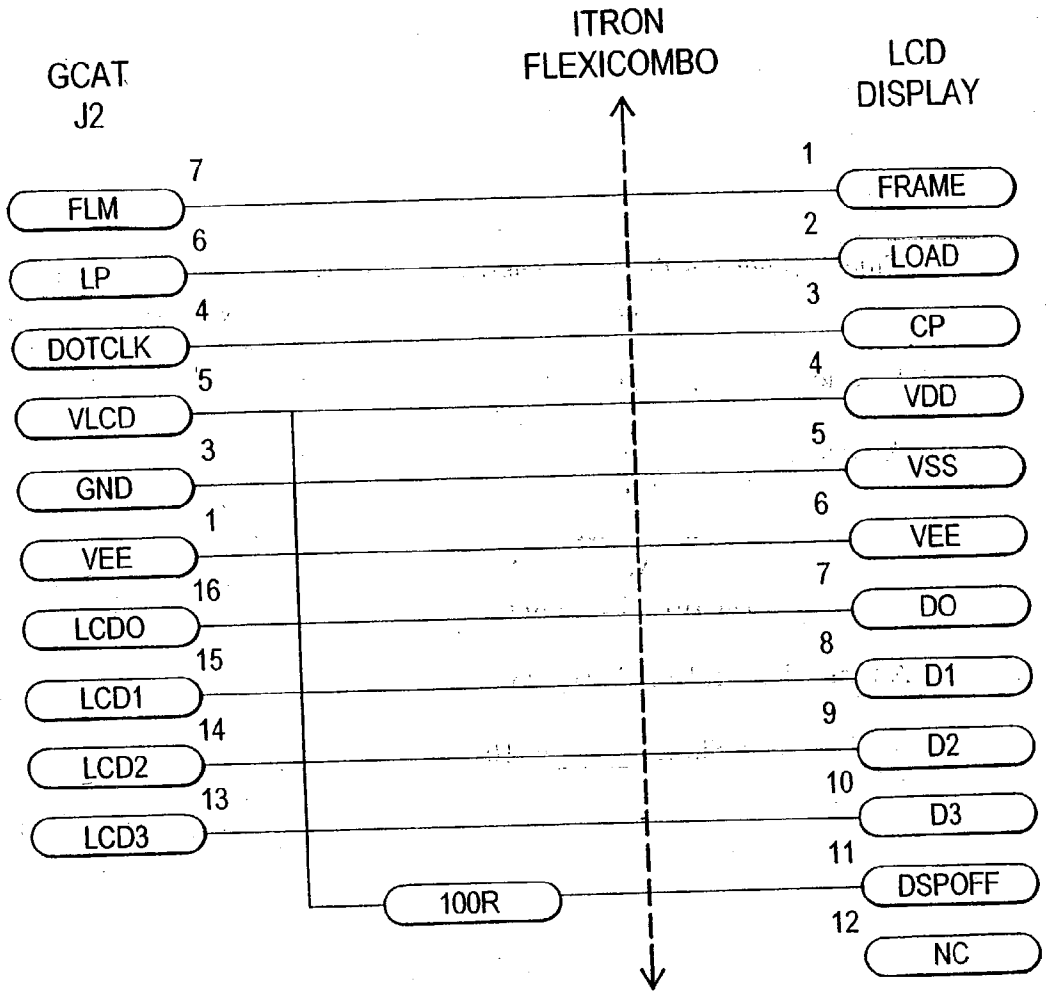 ITRON
FLEXICOMBO
GCAT
J2
LCD
DISPLAY
7
1
FLM
FRAME
6
2
LP
LOAD
4
3
DOTCLK
CP
5
4
VLCD
VDD
3
5
GND
VSS
1
6
VEE
VEE
16
7
LCDO
DO
15
8
LCD1
D1
14
9
LCD2
D2
13
10
LCD3
D3
11
100R
DSPOFF
12
NC